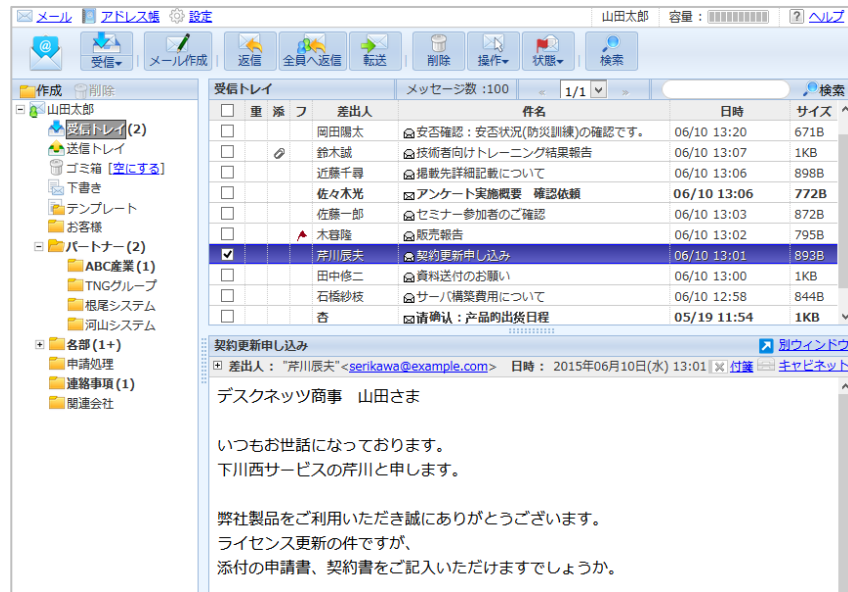 メール アドレス帳 設定 山田太郎 容量： ? ヘルプ
受信▾ メール作成 返信 全員へ返信 転送 削除 操作▾ 状態▾ 検索
作成 削除 受信トレイ メッセージ数 :100 « 1/1 » 検索
山田太郎
受信トレイ(2)
送信トレイ
ゴミ箱 [空にする]
下書き
テンプレート
お客様
パートナー(2)
ABC産業(1)
TNGグループ
根尾システム
河山システム
各部(1+)
申請処理
連絡事項(1)
関連会社
重 添 フ 差出人 件名 日時 サイズ
岡田陽太 安否確認：安否状況(防災訓練)の確認です。 06/10 13:20 671B
鈴木誠 技術者向けトレーニング結果報告 06/10 13:07 1KB
近藤千尋 掲載先詳細記載について 06/10 13:06 898B
佐々木光 アンケート実施概要 確認依頼 06/10 13:06 772B
佐藤一郎 セミナー参加者のご確認 06/10 13:03 872B
木暮隆 販売報告 06/10 13:02 795B
芹川辰夫 契約更新申し込み 06/10 13:01 893B
田中修二 資料送付のお願い 06/10 13:00 1KB
石橋紗枝 サーバ構築費用について 06/10 12:58 844B
杏 请确认：产品的出货日程 05/19 11:54 1KB
契約更新申し込み 別ウィンドウ
差出人： "芹川辰夫"<serikawa@example.com> 日時： 2015年06月10日(水) 13:01 付箋 キャビネット
デスクネッツ商事 山田さま
いつもお世話になっております。
下川西サービスの芹川と申します。
弊社製品をご利用いただき誠にありがとうございます。
ライセンス更新の件ですが、
添付の申請書、契約書をご記入いただけますでしょうか。